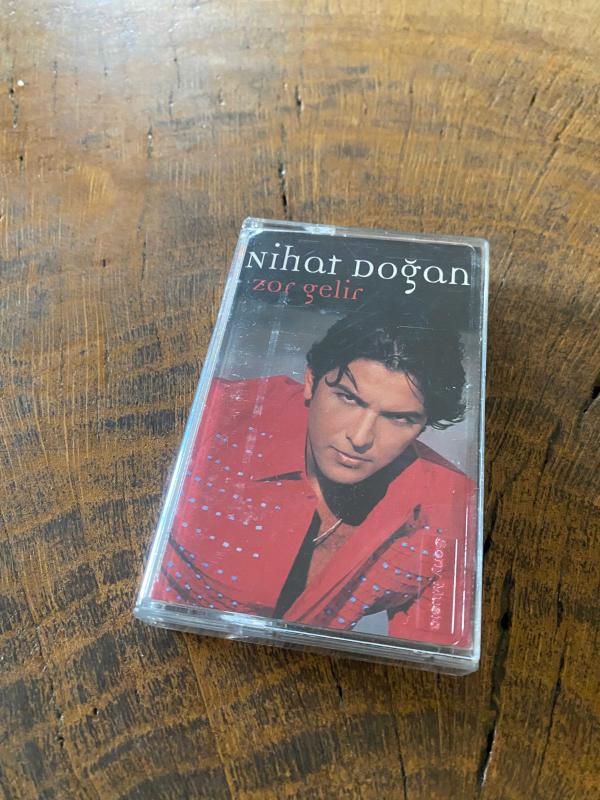 Nihat Doğan
zor gelir